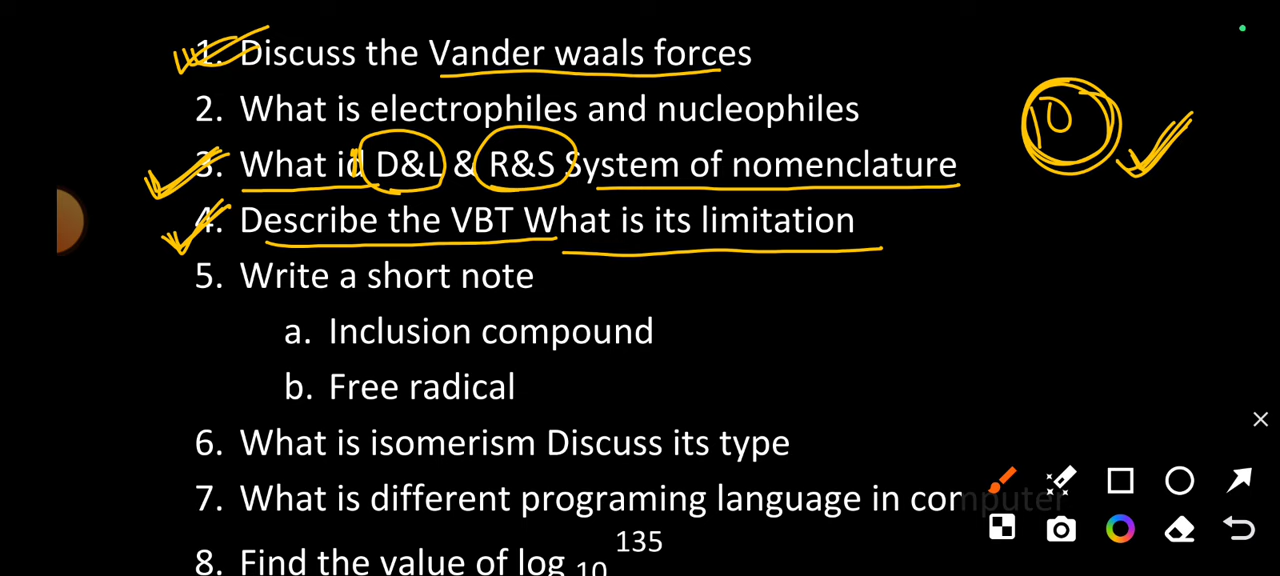 1. Discuss the Vander waals forces
2. What is electrophiles and nucleophiles
3. What id D&L & R&S System of nomenclature
4. Describe the VBT What is its limitation
5. Write a short note
a. Inclusion compound
b. Free radical
6. What is isomerism Discuss its type
7. What is different programing language in computer
8. Find the value of log 10 135
10